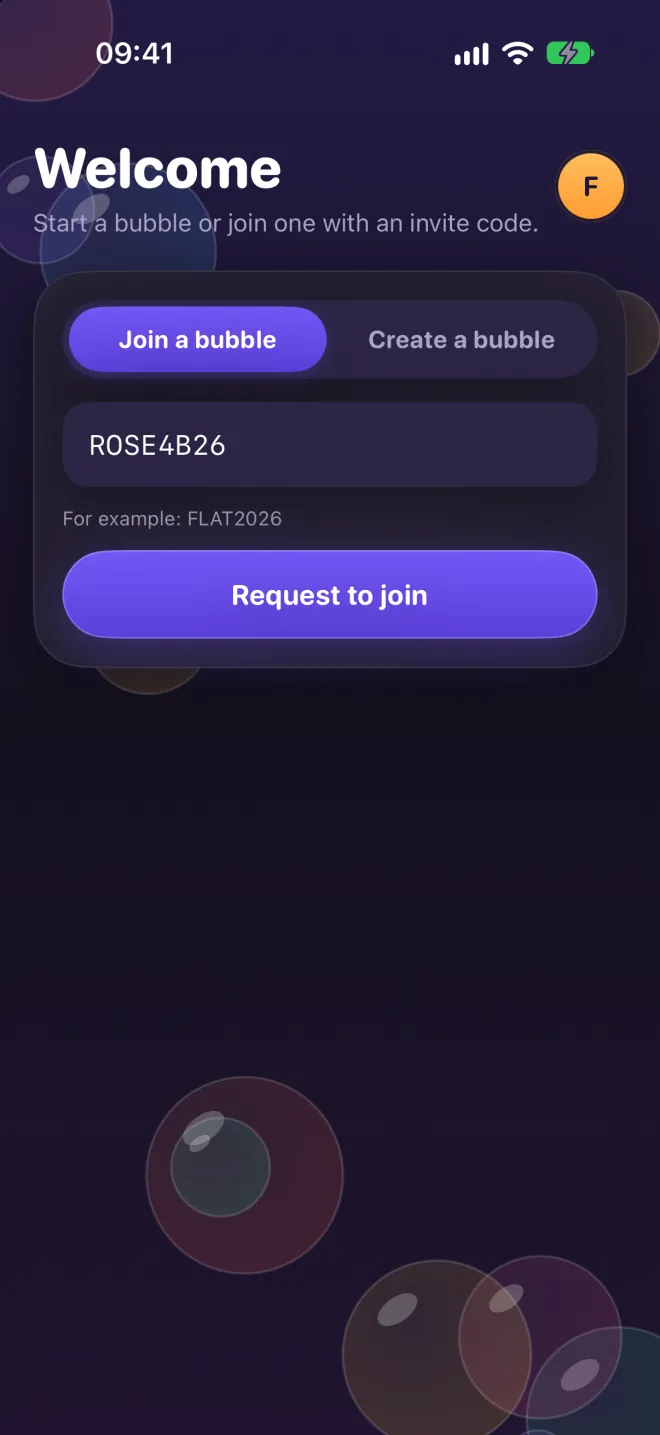 09:41
Welcome
F
Start a bubble or join one with an invite code.
Join a bubble
Create a bubble
ROSE4B26
For example: FLAT2026
Request to join